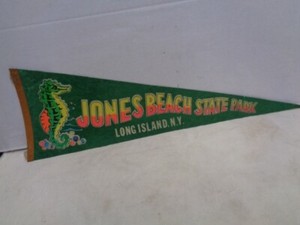 JONES BEACH STATE PARK
LONG ISLAND, N.Y.